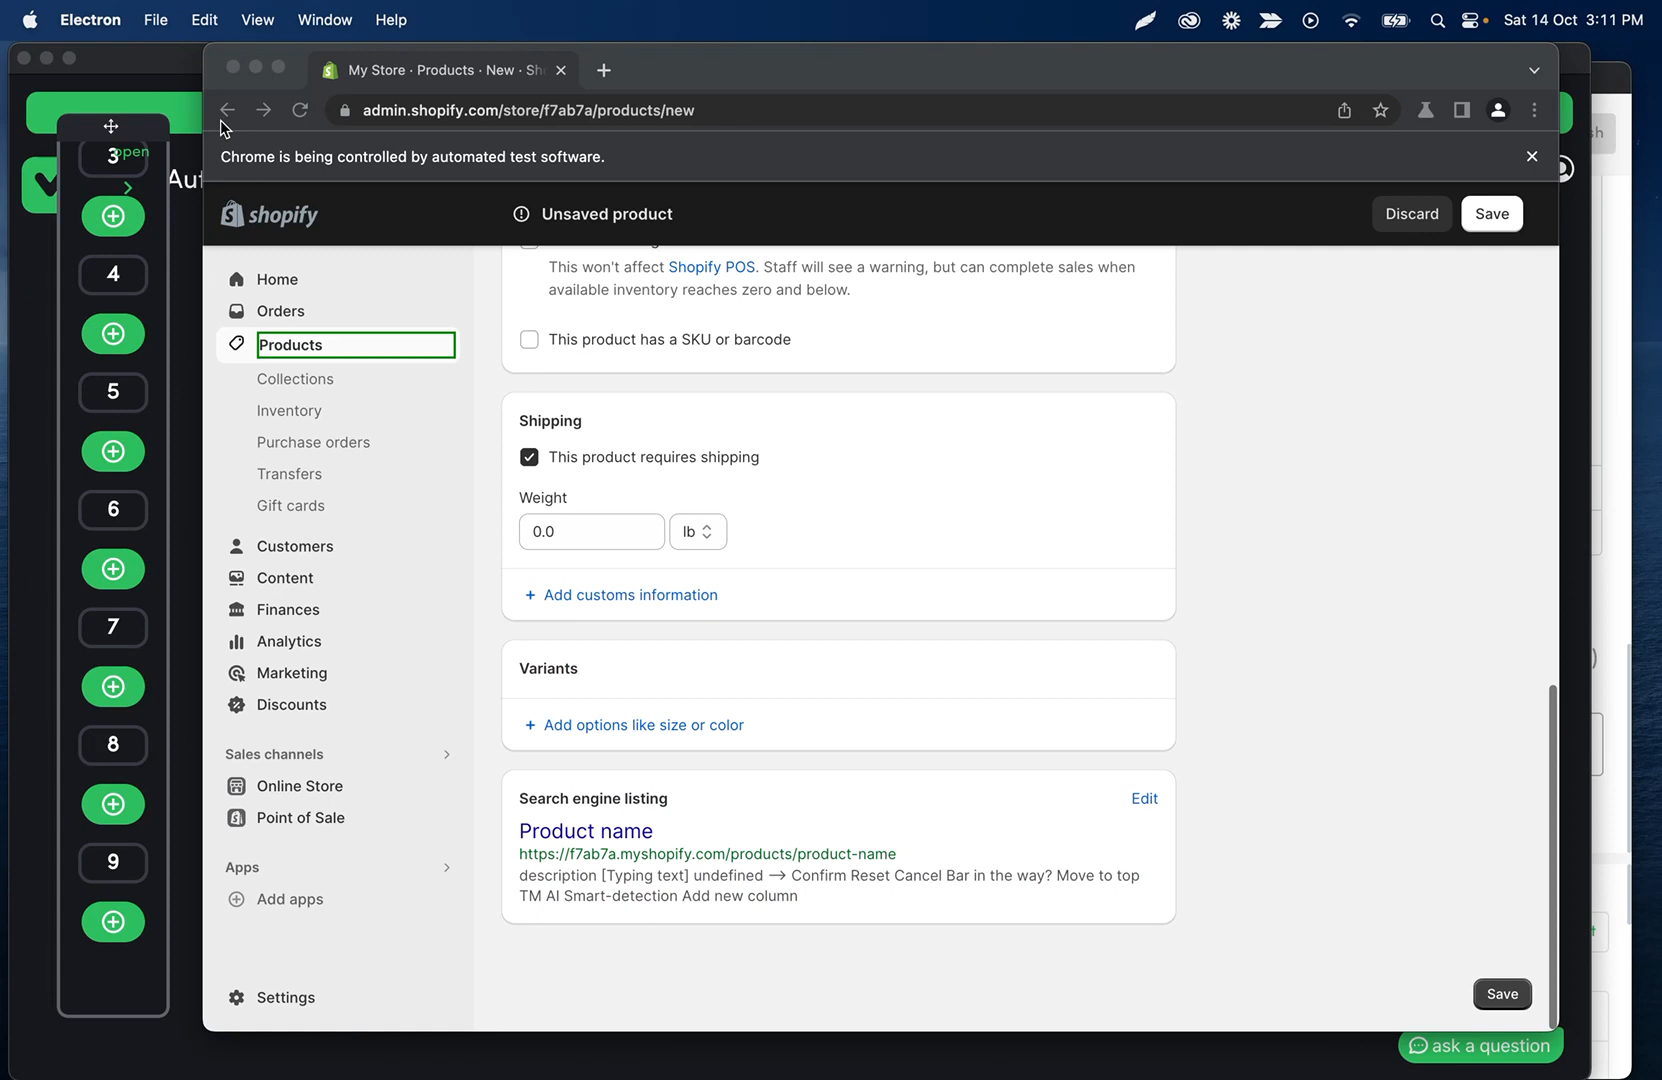 Electron File Edit View Window Help
Sat 14 Oct 3:11 PM
My Store · Products · New · Sh
admin.shopify.com/store/f7ab7a/products/new
Chrome is being controlled by automated test software.
open
3
4
5
6
7
8
9
Aut
shopify
Unsaved product
Discard
Save
Home
Orders
Products
Collections
Inventory
Purchase orders
Transfers
Gift cards
Customers
Content
Finances
Analytics
Marketing
Discounts
Sales channels
Online Store
Point of Sale
Apps
Add apps
Settings
This won't affect Shopify POS. Staff will see a warning, but can complete sales when
available inventory reaches zero and below.
This product has a SKU or barcode
Shipping
This product requires shipping
Weight
0.0 lb
+ Add customs information
Variants
+ Add options like size or color
Search engine listing Edit
Product name
https://f7ab7a.myshopify.com/products/product-name
description [Typing text] undefined --> Confirm Reset Cancel Bar in the way? Move to top
TM AI Smart-detection Add new column
Save
ask a question